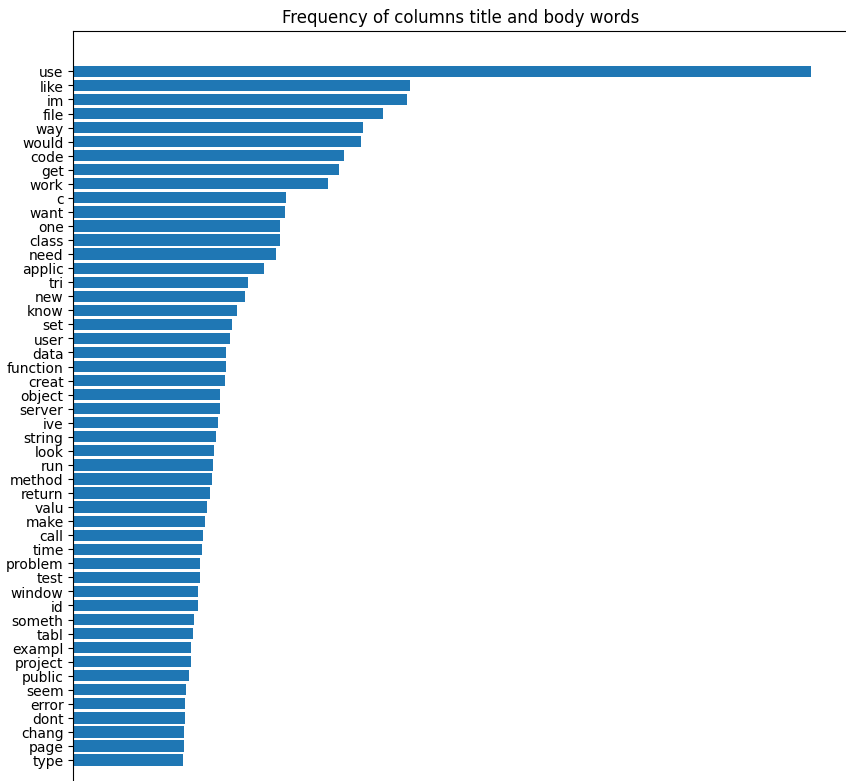 Frequency of columns title and body words
use
like
im
file
way
would
code
get
work
c
want
one
class
need
applic
tri
new
know
set
user
data
function
creat
object
server
ive
string
look
run
method
return
valu
make
call
time
problem
test
window
id
someth
tabl
exampl
project
public
seem
error
dont
chang
page
type